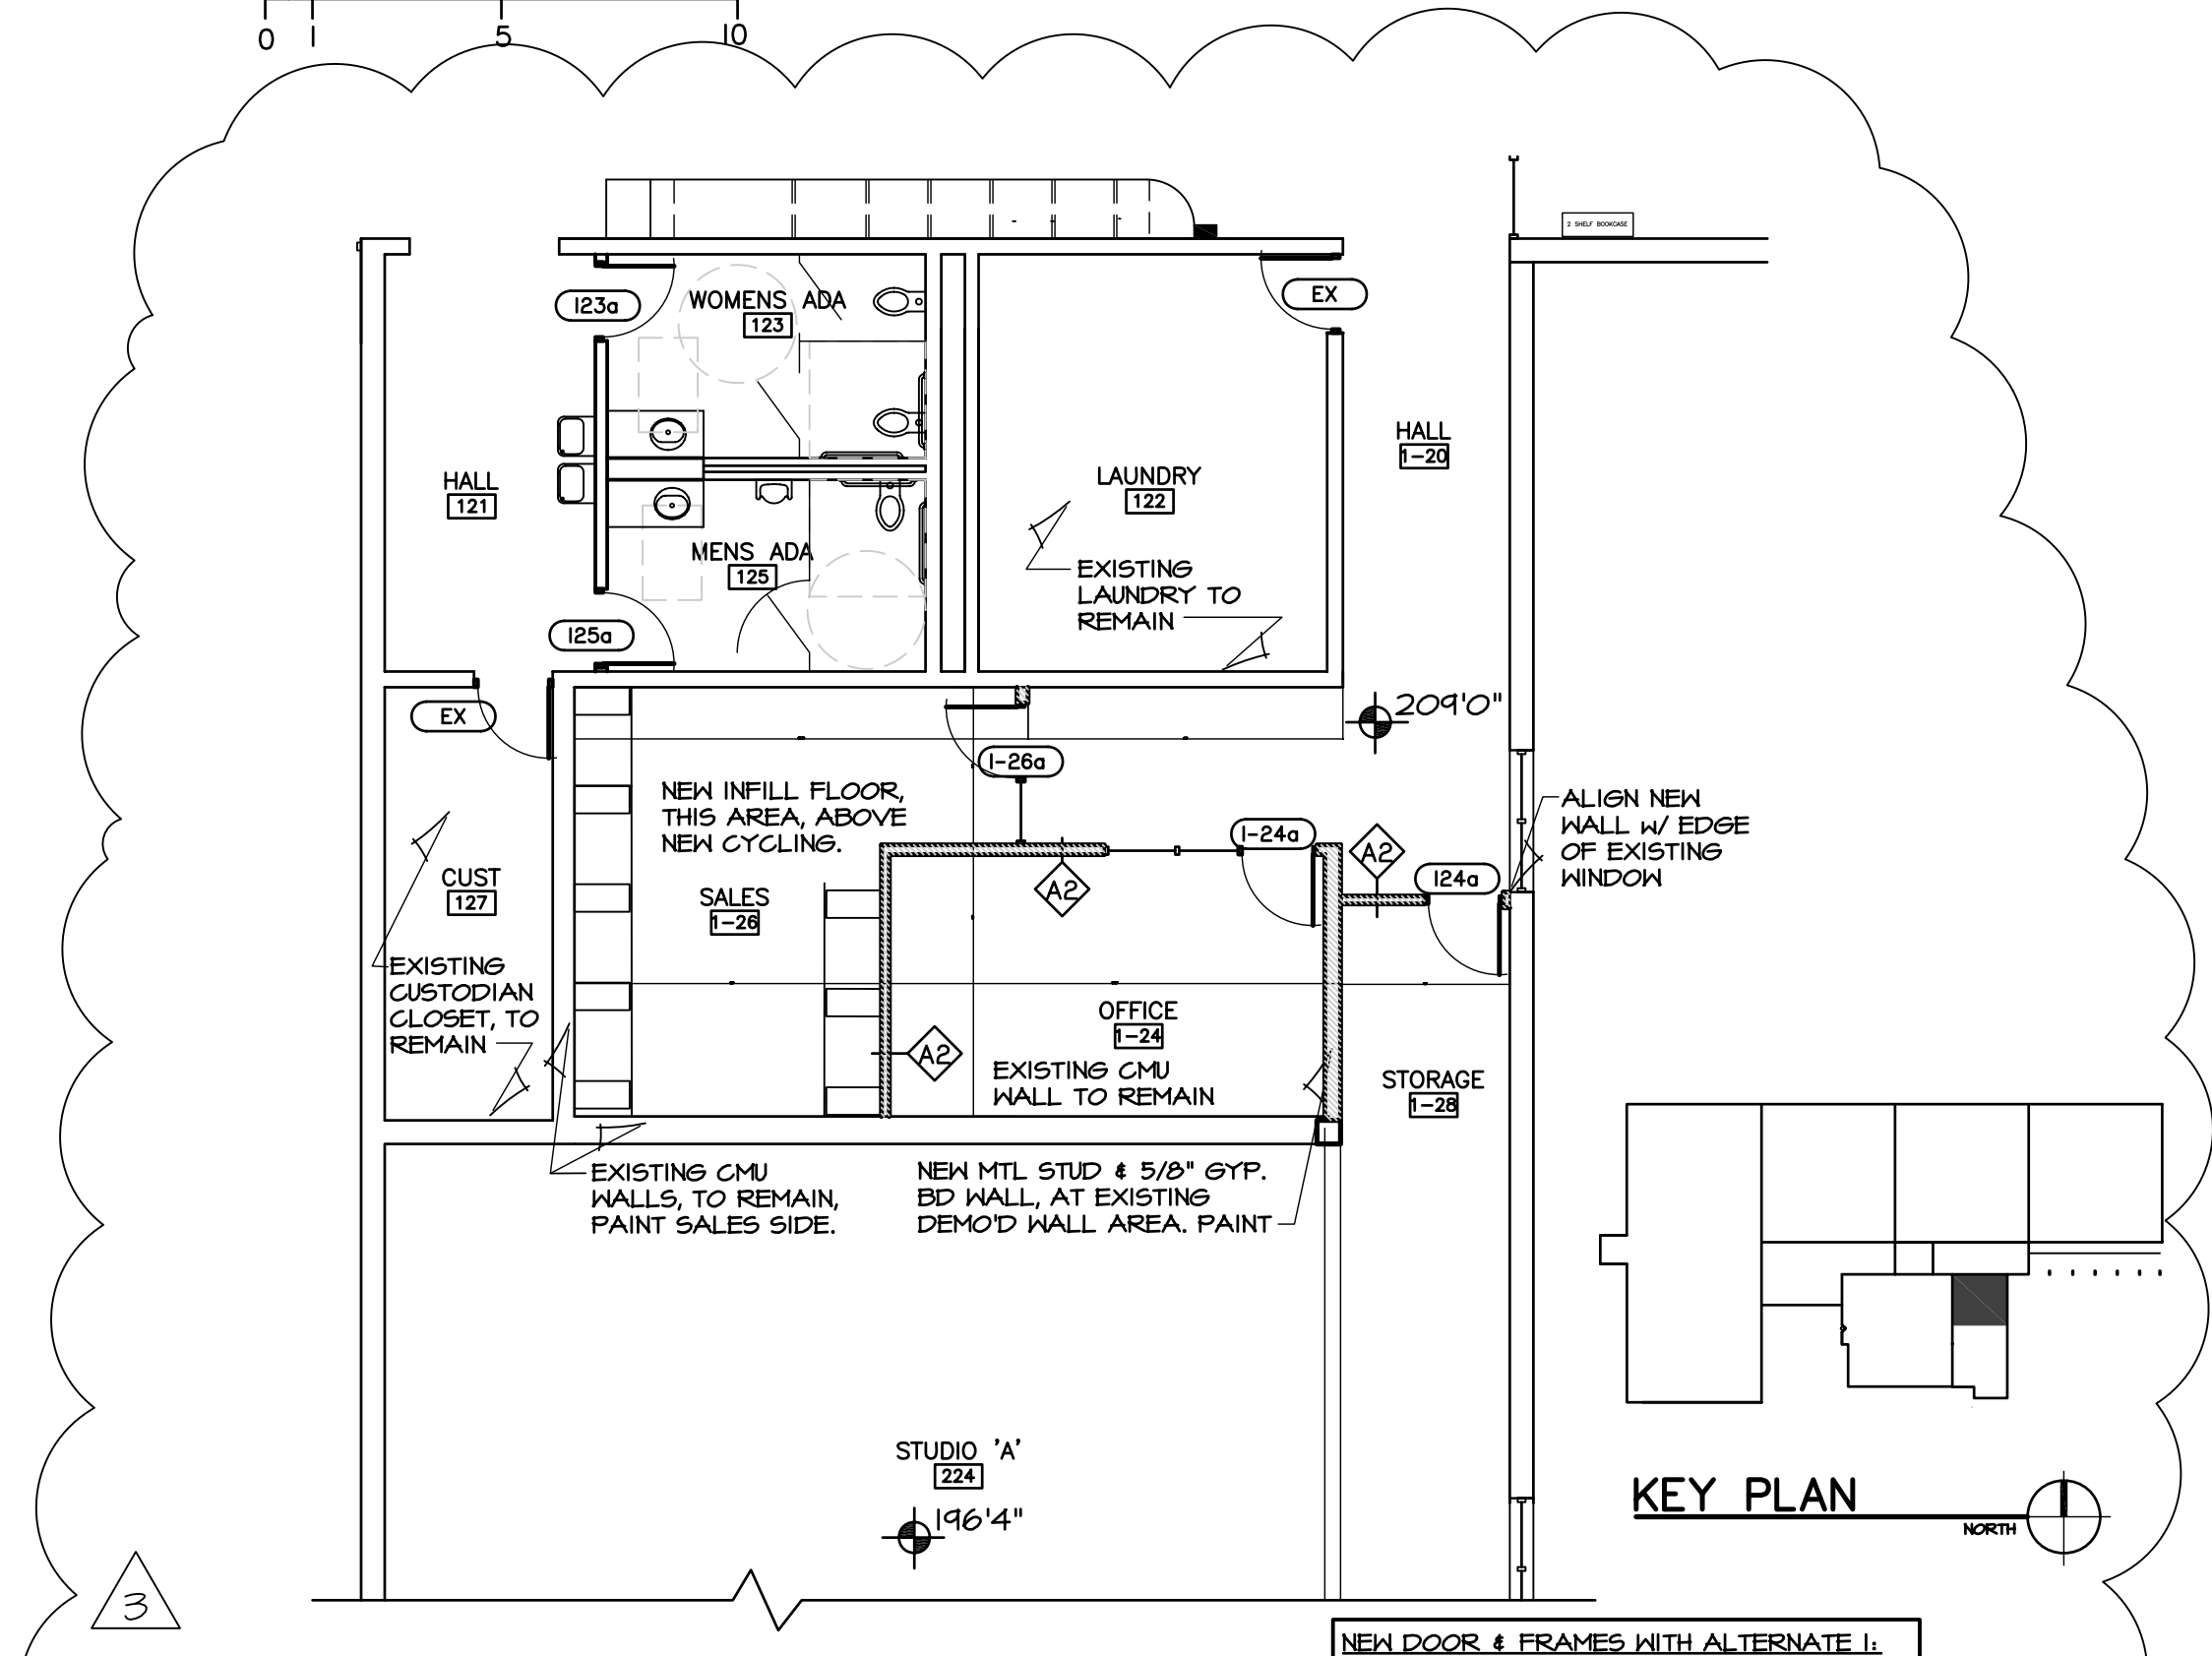 0 1 5 10
2 SHELF BOOKCASE
123a
WOMENS ADA
123
EX
HALL
1-20
HALL
121
LAUNDRY
122
MENS ADA
125
EXISTING
LAUNDRY TO
REMAIN
125a
EX
209'0"
1-26a
NEW INFILL FLOOR,
THIS AREA, ABOVE
NEW CYCLING.
ALIGN NEW
WALL W/ EDGE
OF EXISTING
WINDOW
1-24a
A2
124a
A2
CUST
127
SALES
1-26
EXISTING
CUSTODIAN
CLOSET, TO
REMAIN
OFFICE
1-24
A2
EXISTING CMU
WALL TO REMAIN
STORAGE
1-28
EXISTING CMU
WALLS, TO REMAIN,
PAINT SALES SIDE.
NEW MTL STUD & 5/8" GYP.
BD WALL, AT EXISTING
DEMO'D WALL AREA. PAINT
STUDIO 'A'
224
196'4"
KEY PLAN
NORTH
3
NEW DOOR & FRAMES WITH ALTERNATE 1: